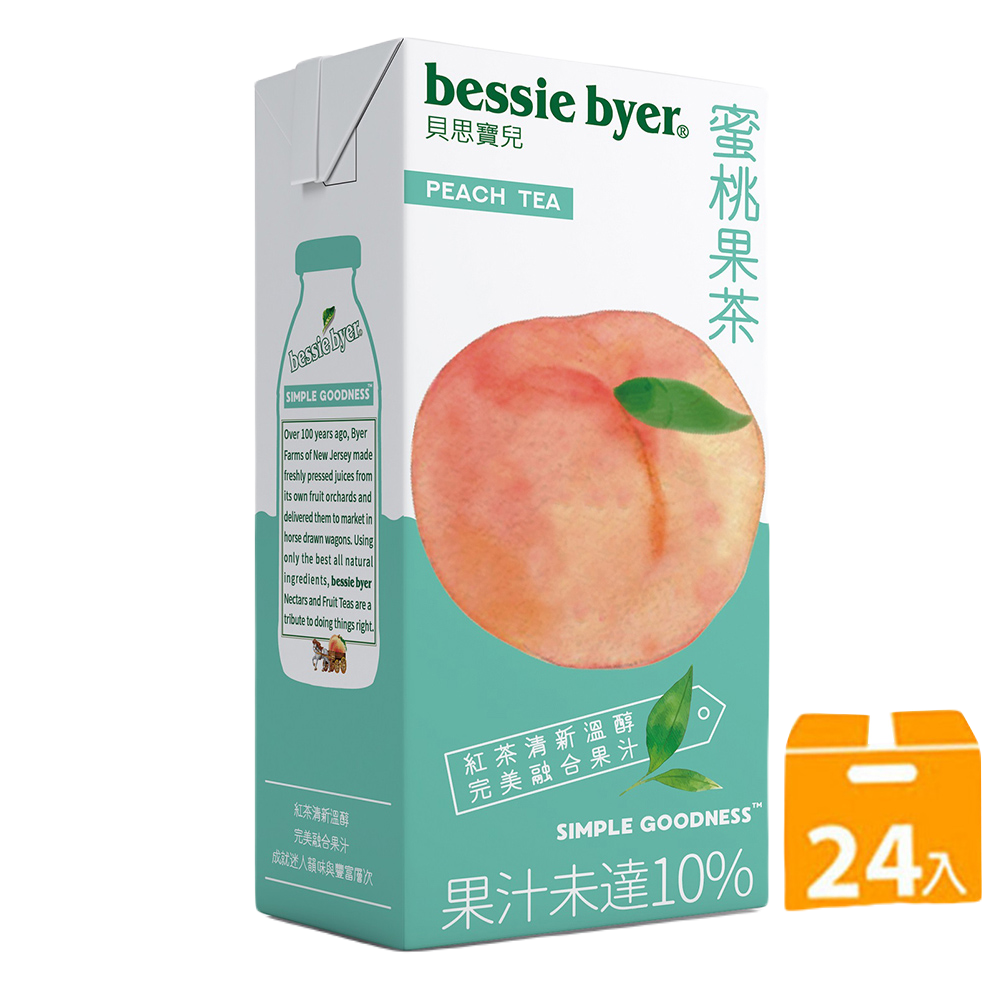 bessie byer®
貝思寶兒
PEACH TEA
蜜桃果茶
紅茶清新溫醇
完美融合果汁
SIMPLE GOODNESS™
果汁未達10%
bessie byer®
SIMPLE GOODNESS™
Over 100 years ago, Byer
Farms of New Jersey made
freshly pressed juices from
its own fruit orchards and
delivered them to market in
horse drawn wagons. Using
only the best all natural
ingredients, bessie byer
Nectars and Fruit Teas are a
tribute to doing things right.
紅茶清新溫醇
完美融合果汁
成就迷人韻味與豐富層次
24入